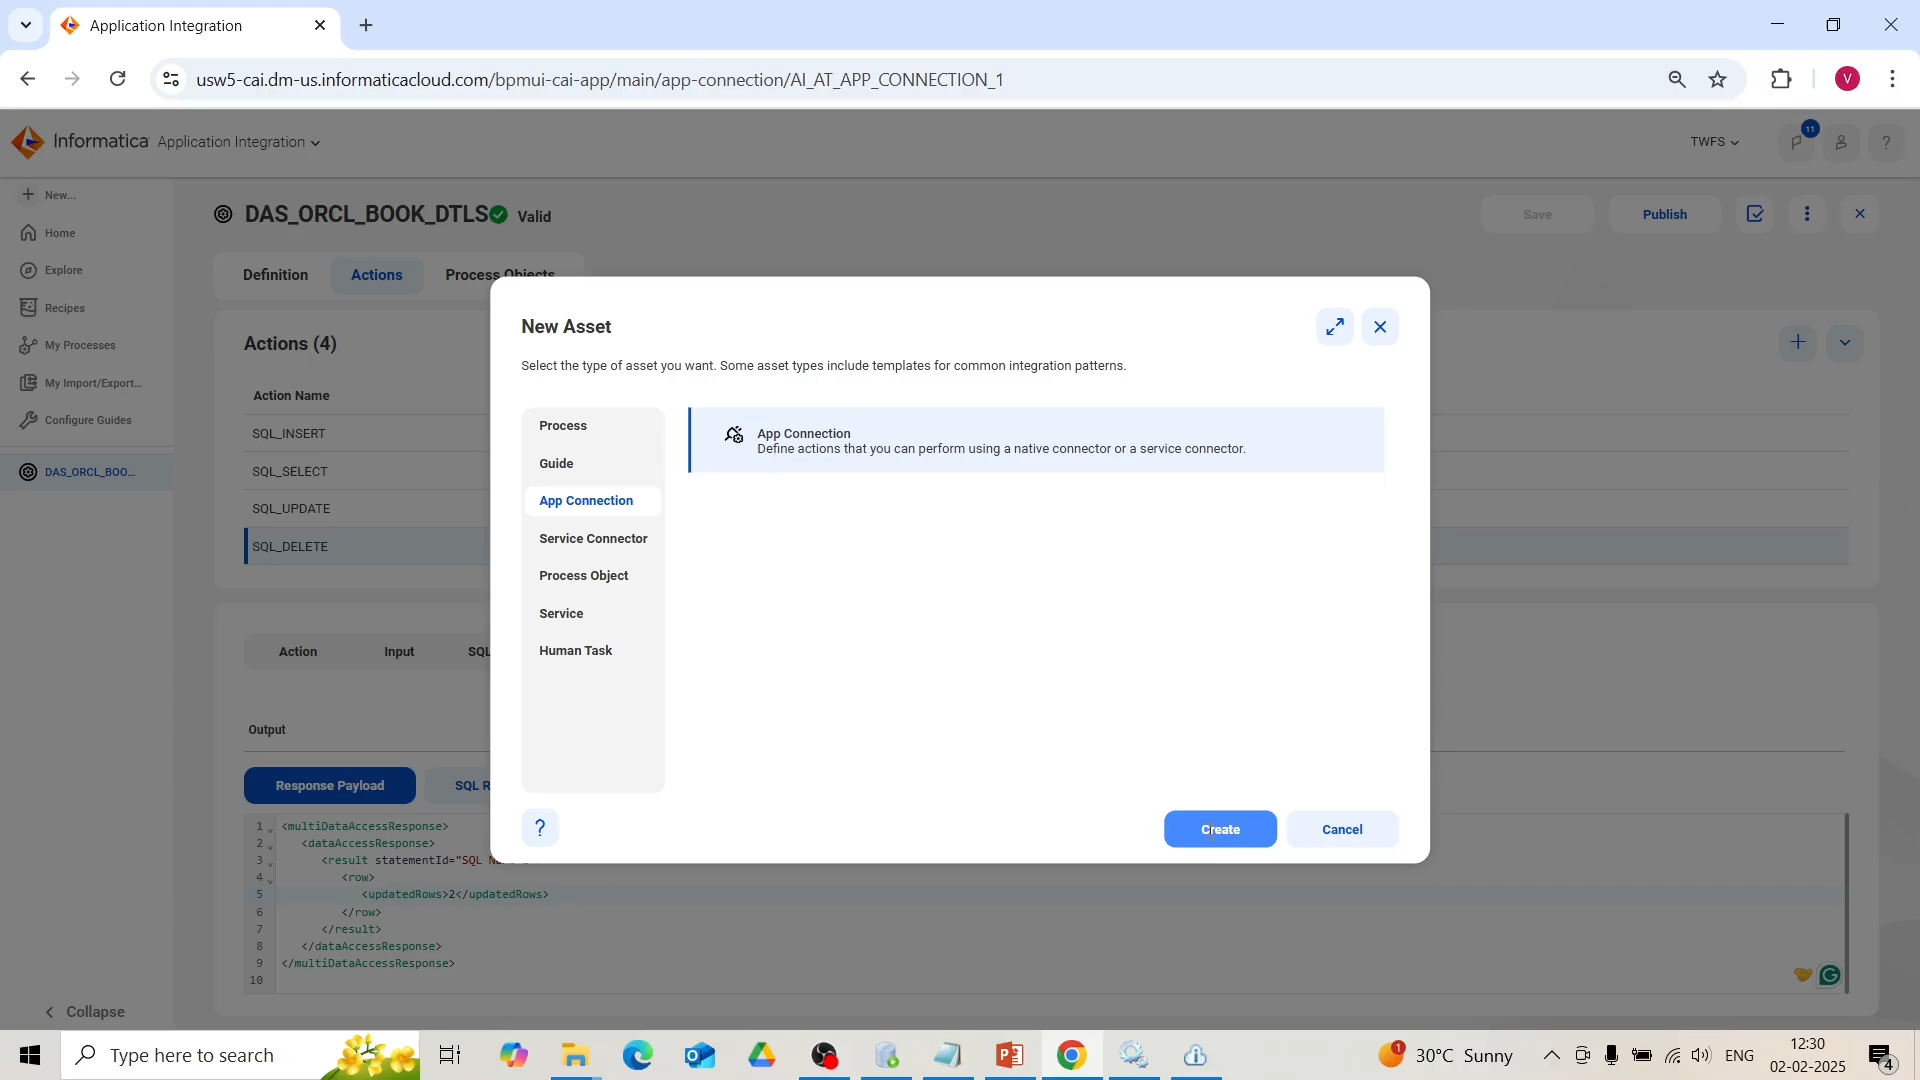 Application Integration
usw5-cai.dm-us.informaticacloud.com/bpmui-cai-app/main/app-connection/AI_AT_APP_CONNECTION_1
V
Informatica Application Integration
TWFS
11
?
New...
Home
Explore
Recipes
My Processes
My Import/Export...
Configure Guides
DAS_ORCL_BOO...
Collapse
DAS_ORCL_BOOK_DTLS Valid
Save
Publish
Definition
Actions
Process Objects
Actions (4)
Action Name
SQL_INSERT
SQL_SELECT
SQL_UPDATE
SQL_DELETE
Action
Input
SQL
Output
Response Payload
SQL R
1 <multiDataAccessResponse>
2 <dataAccessResponse>
3 <result statementId="SQL
4 <row>
5 <updatedRows>2</updatedRows>
6 </row>
7 </result>
8 </dataAccessResponse>
9 </multiDataAccessResponse>
10
New Asset
Select the type of asset you want. Some asset types include templates for common integration patterns.
Process
Guide
App Connection
Service Connector
Process Object
Service
Human Task
App Connection
Define actions that you can perform using a native connector or a service connector.
?
Create
Cancel
Type here to search
1
30°C Sunny
ENG
12:30
02-02-2025
4